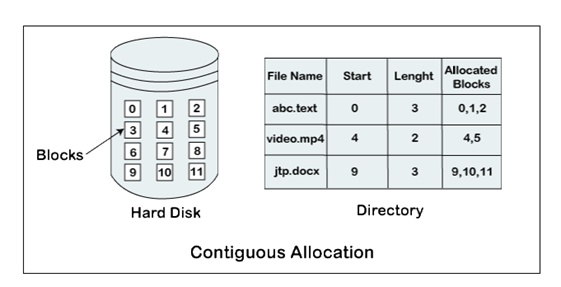 0 1 2
3 4 5
6 7 8
9 10 11
Blocks
Hard Disk
File Name Start Lenght Allocated Blocks
abc.text 0 3 0,1,2
video.mp4 4 2 4,5
jtp.docx 9 3 9,10,11
Directory
Contiguous Allocation